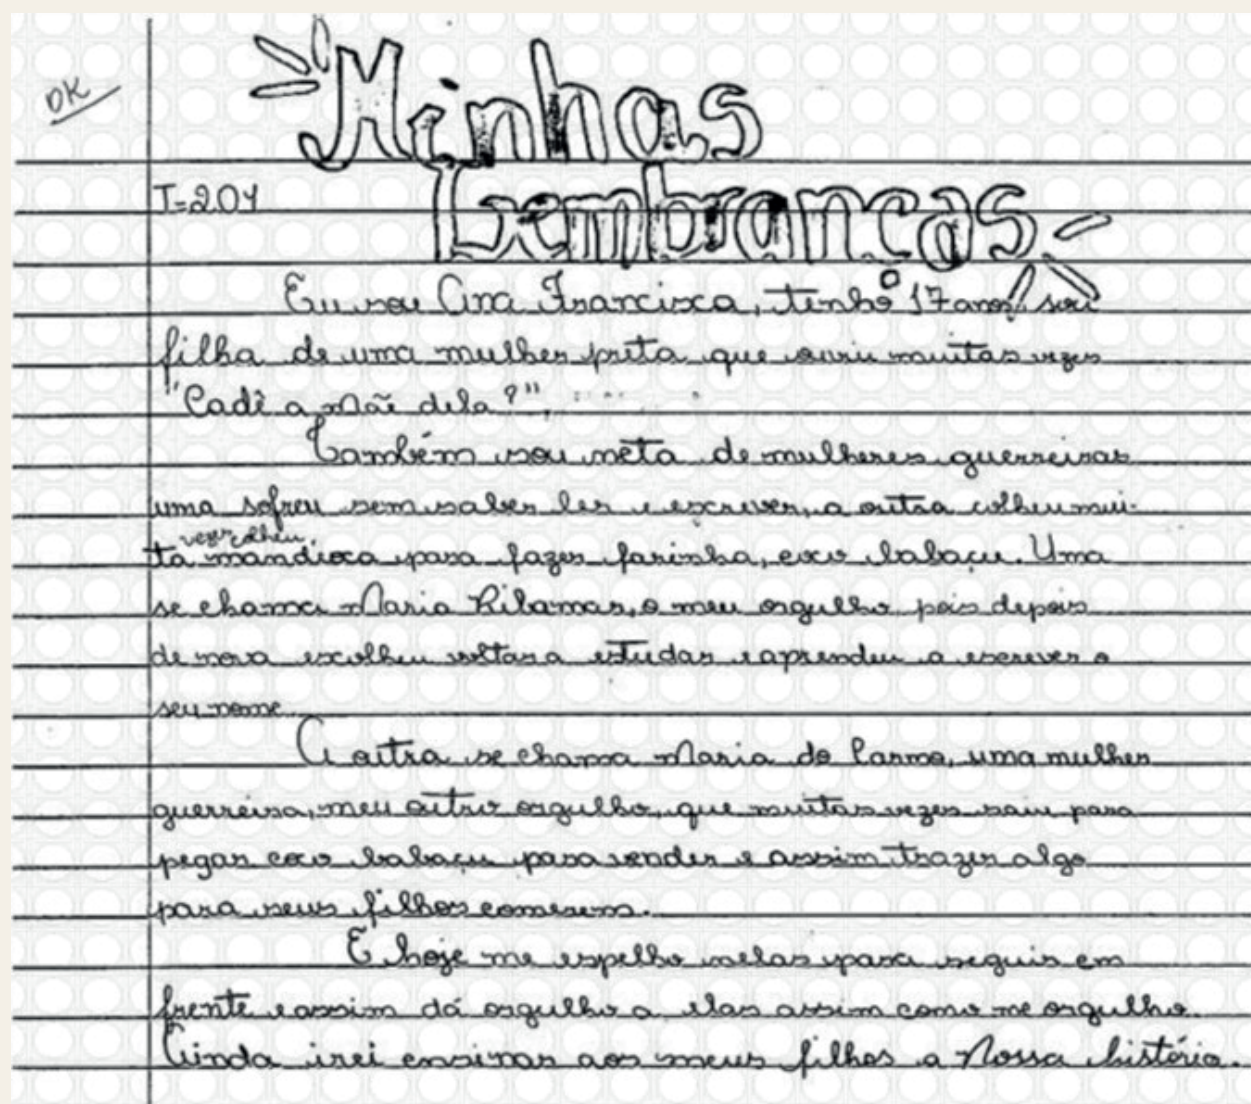 OK
Minhas
T=201
Lembranças
Eu sou Ana Francisca, tenho 17 anos, sou
filha de uma mulher preta que ouviu muitas vezes
"Cadê a mãe dela?",
Também sou neta de mulheres guerreiras
uma sofreu sem saber ler e escrever, a outra colheu mui-
vezes colheu
ta mandioca para fazer farinha, coco babaçu. Uma
se chama Maria Ribamar, o meu orgulho pois depois
de nova escolheu voltar a estudar e aprendeu a escrever o
seu nome.
A outra se chama Maria do Carmo, uma mulher
guerreira, meu outro orgulho, que muitas vezes saiu para
pegar coco babaçu para vender e assim trazer algo
para seus filhos comerem.
E hoje me espelho nelas para seguir em
frente e assim dá orgulho a elas assim como me orgulho.
Ainda irei ensinar aos meus filhos a Nossa história.